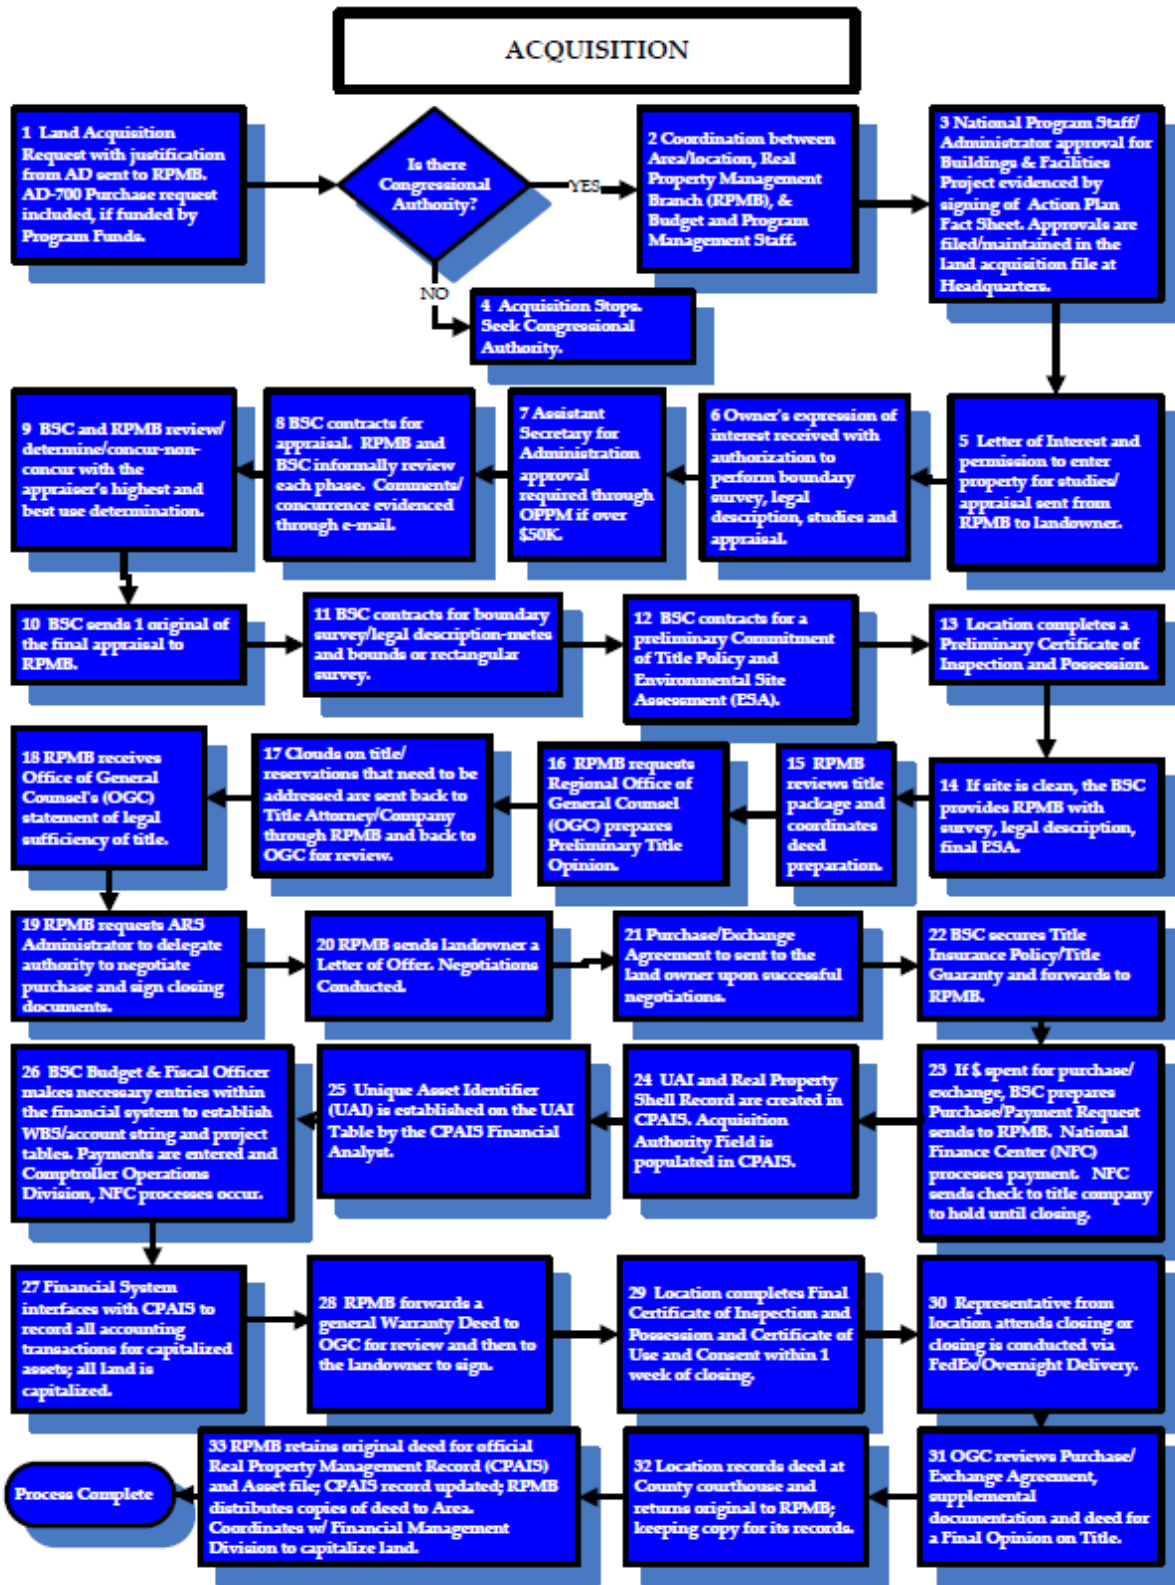 ACQUISITION
1 Land Acquisition
Request with justification
from AD sent to RPMB.
AD-700 Purchase request
included, if funded by
Program Funds.
Is there
Congressional
Authority?
YES
NO
2 Coordination between
Area/location, Real
Property Management
Branch (RPMB), &
Budget and Program
Management Staff.
3 National Program Staff/
Administrator approval for
Buildings & Facilities
Project evidenced by
signing of Action Plan
Fact Sheet. Approvals are
filed/maintained in the
land acquisition file at
Headquarters.
4 Acquisition Stops.
Seek Congressional
Authority.
5 Letter of Interest and
permission to enter
property for studies/
appraisal sent from
RPMB to landowner.
6 Owner's expression of
interest received with
authorization to
perform boundary
survey, legal
description, studies and
appraisal.
7 Assistant
Secretary for
Administration
approval
required through
OPPM if over
$50K.
8 BSC contracts for
appraisal. RPMB and
BSC informally review
each phase. Comments/
concurrence evidenced
through e-mail.
9 BSC and RPMB review/
determine/concur-non-
concur with the
appraiser's highest and
best use determination.
10 BSC sends 1 original of
the final appraisal to
RPMB.
11 BSC contracts for boundary
survey/legal description-metes
and bounds or rectangular
survey.
12 BSC contracts for a
preliminary Commitment
of Title Policy and
Environmental Site
Assessment (ESA).
13 Location completes a
Preliminary Certificate of
Inspection and Possession.
14 If site is clean, the BSC
provides RPMB with
survey, legal description,
final ESA.
15 RPMB
reviews title
package and
coordinates
deed
preparation.
16 RPMB requests
Regional Office of
General Counsel
(OGC) prepares
Preliminary Title
Opinion.
17 Clouds on title/
reservations that need to be
addressed are sent back to
Title Attorney/Company
through RPMB and back to
OGC for review.
18 RPMB receives
Office of General
Counsel's (OGC)
statement of legal
sufficiency of title.
19 RPMB requests ARS
Administrator to delegate
authority to negotiate
purchase and sign closing
documents.
20 RPMB sends landowner a
Letter of Offer. Negotiations
Conducted.
21 Purchase/Exchange
Agreement to sent to the
land owner upon successful
negotiations.
22 BSC secures Title
Insurance Policy/Title
Guaranty and forwards to
RPMB.
23 If $ spent for purchase/
exchange, BSC prepares
Purchase/Payment Request
sends to RPMB. National
Finance Center (NFC)
processes payment. NFC
sends check to title company
to hold until closing.
24 UAI and Real Property
Shell Record are created in
CPAIS. Acquisition
Authority Field is
populated in CPAIS.
25 Unique Asset Identifier
(UAI) is established on the UAI
Table by the CPAIS Financial
Analyst.
26 BSC Budget & Fiscal Officer
makes necessary entries within
the financial system to establish
WBS/account string and project
tables. Payments are entered and
Comptroller Operations
Division, NFC processes occur.
27 Financial System
interfaces with CPAIS to
record all accounting
transactions for capitalized
assets; all land is
capitalized.
28 RPMB forwards a
general Warranty Deed to
OGC for review and then to
the landowner to sign.
29 Location completes Final
Certificate of Inspection and
Possession and Certificate of
Use and Consent within 1
week of closing.
30 Representative from
location attends closing or
closing is conducted via
FedEx/Overnight Delivery.
31 OGC reviews Purchase/
Exchange Agreement,
supplemental
documentation and deed for
a Final Opinion on Title.
32 Location records deed at
County courthouse and
returns original to RPMB;
keeping copy for its records.
33 RPMB retains original deed for official
Real Property Management Record (CPAIS)
and Asset file; CPAIS record updated; RPMB
distributes copies of deed to Area.
Coordinates w/ Financial Management
Division to capitalize land.
Process Complete